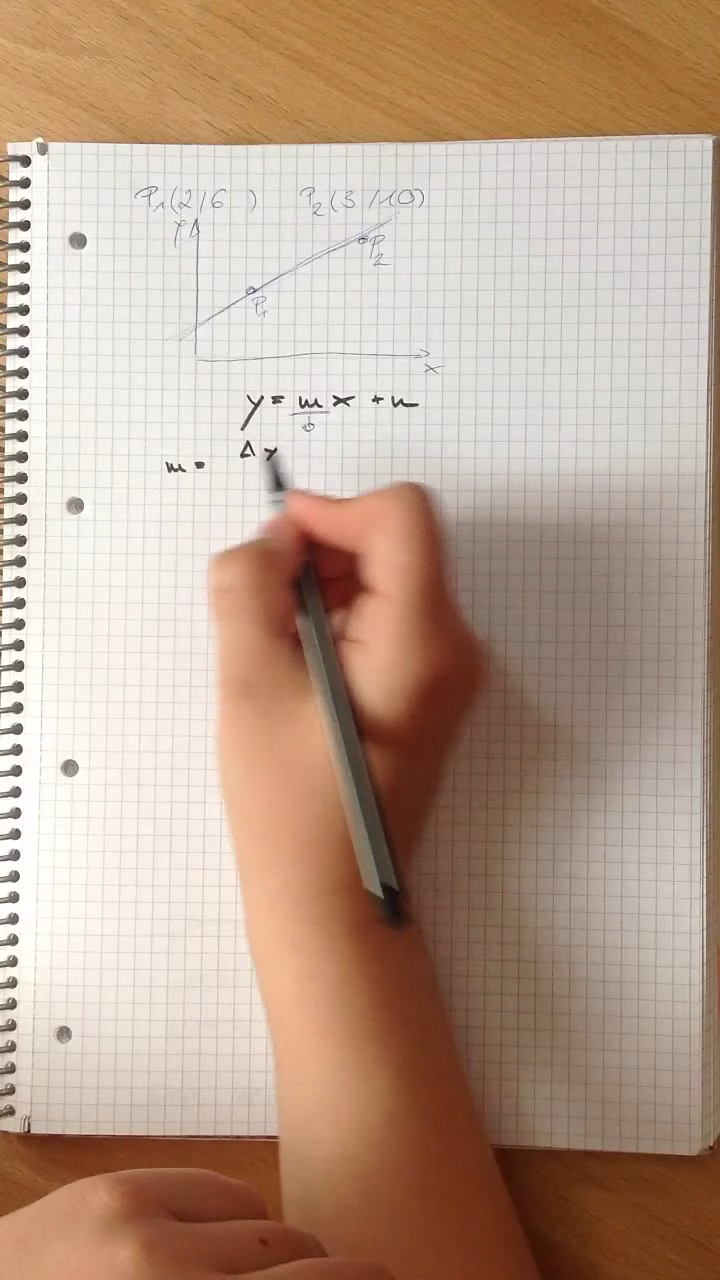 P₁(2/6 ) P₂(3/10)
y
P₂
P₁
x
y = mx + n
b
m = Δy